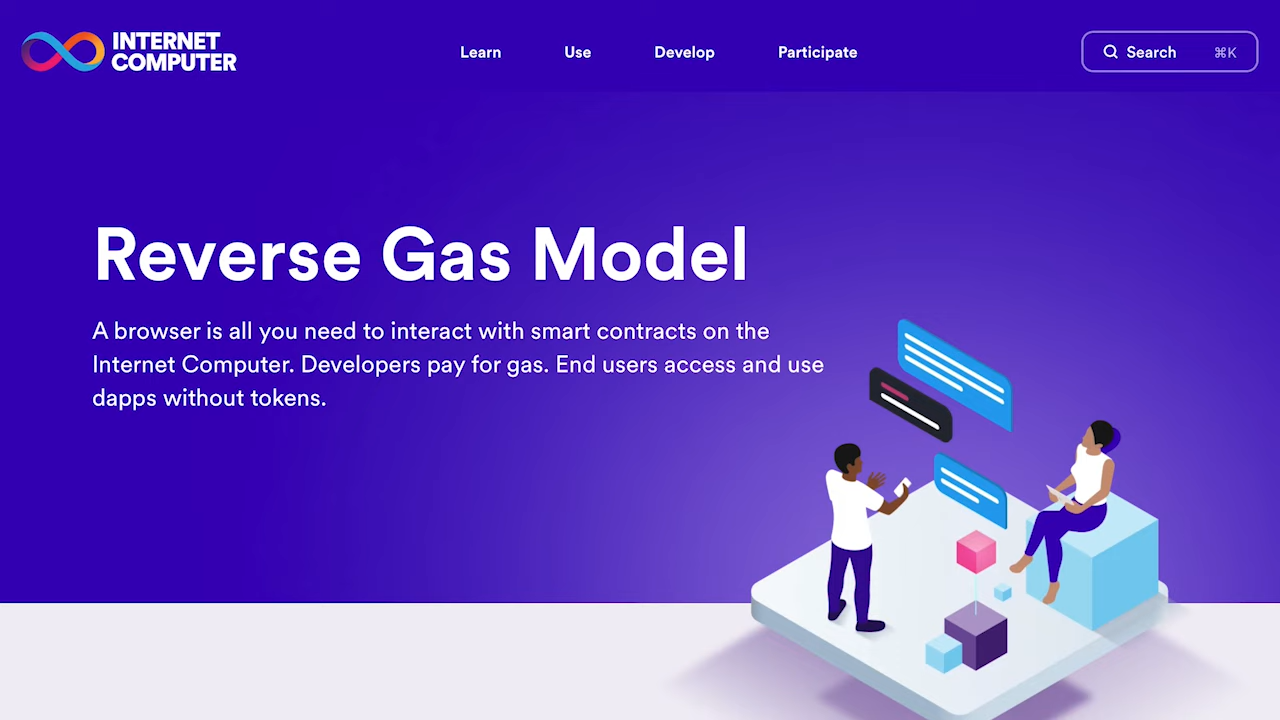 INTERNET
COMPUTER
Learn
Use
Develop
Participate
Search
⌘K
Reverse Gas Model
A browser is all you need to interact with smart contracts on the
Internet Computer. Developers pay for gas. End users access and use
dapps without tokens.